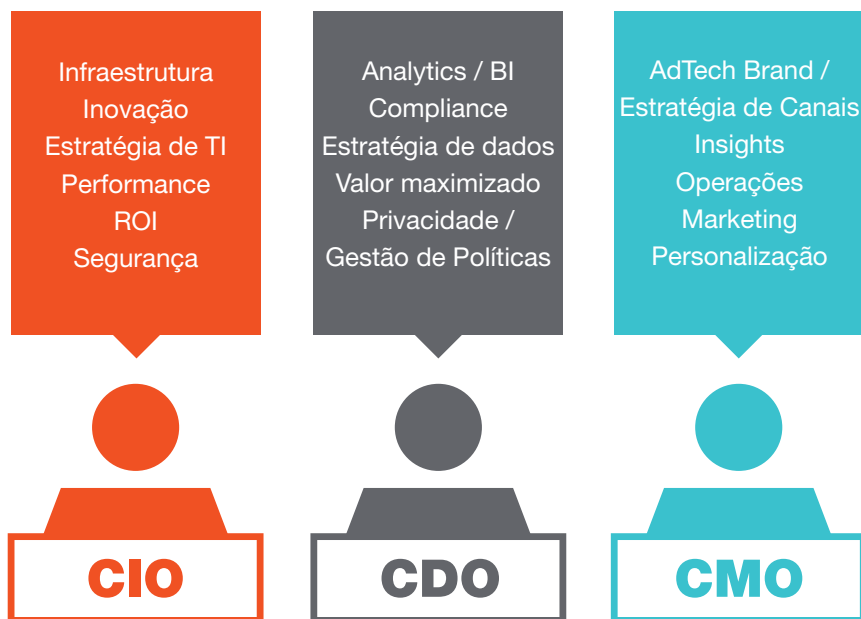 Infraestrutura
Inovação
Estratégia de TI
Performance
ROI
Segurança
CIO
Analytics / BI
Compliance
Estratégia de dados
Valor maximizado
Privacidade /
Gestão de Políticas
CDO
AdTech Brand /
Estratégia de Canais
Insights
Operações
Marketing
Personalização
CMO